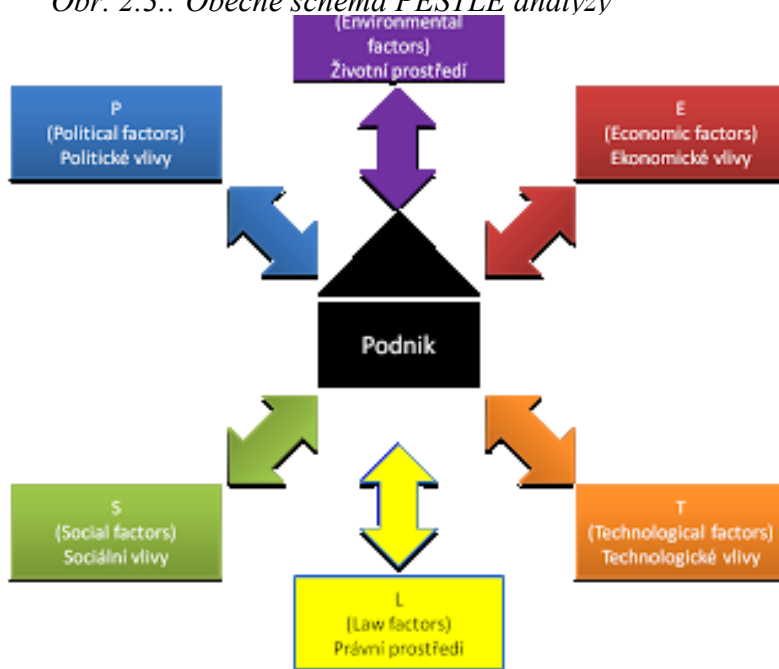 Obr. 2.3.: Obecné schéma PESTLE analýzy
(Environmental
factors)
Životní prostředí
P
(Political factors)
Politické vlivy
E
(Economic factors)
Ekonomické vlivy
Podnik
S
(Social factors)
Sociální vlivy
T
(Technological factors)
Technologické vlivy
L
(Law factors)
Právní prostředí